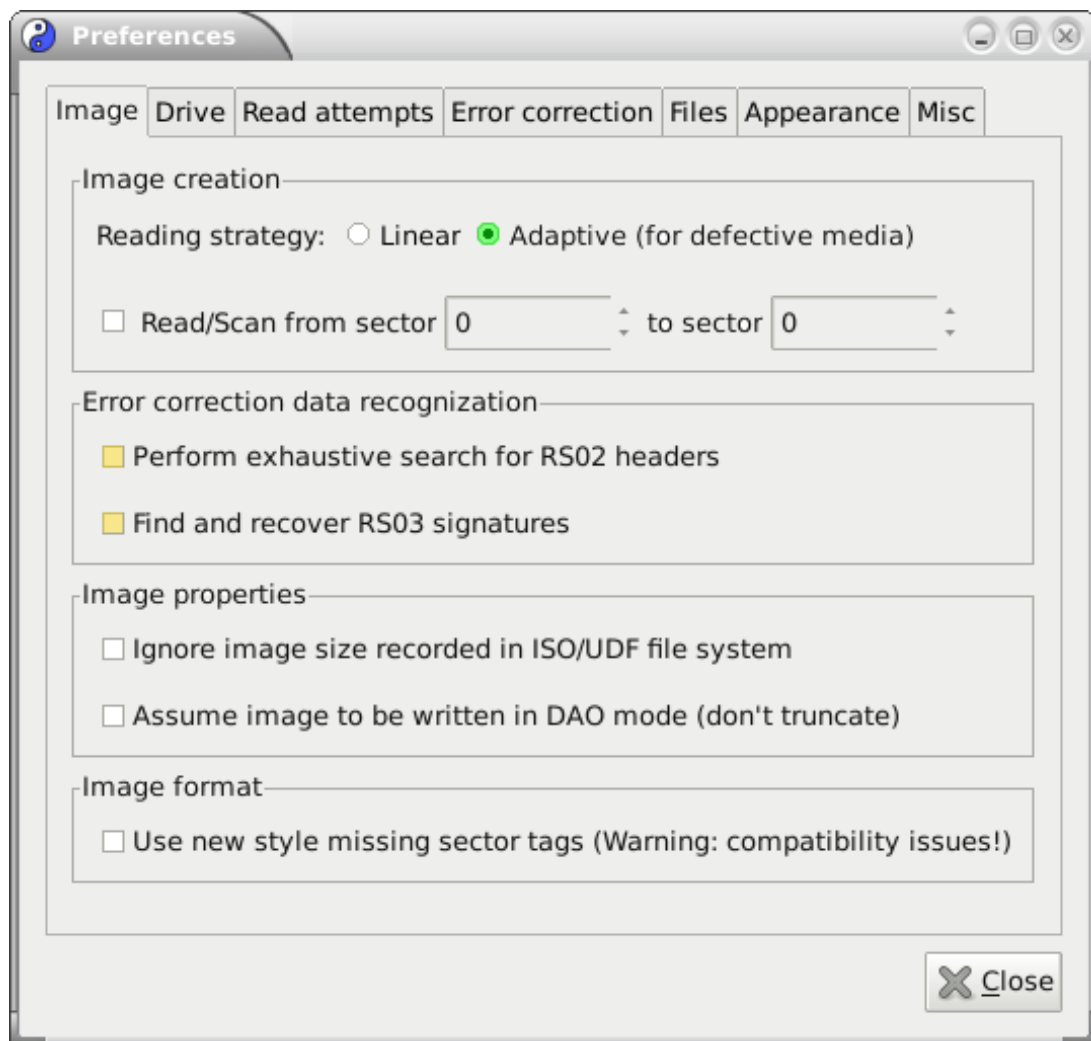 Preferences
Image Drive Read attempts Error correction Files Appearance Misc
Image creation
Reading strategy: Linear Adaptive (for defective media)
Read/Scan from sector 0 to sector 0
Error correction data recognization
Perform exhaustive search for RS02 headers
Find and recover RS03 signatures
Image properties
Ignore image size recorded in ISO/UDF file system
Assume image to be written in DAO mode (don't truncate)
Image format
Use new style missing sector tags (Warning: compatibility issues!)
Close